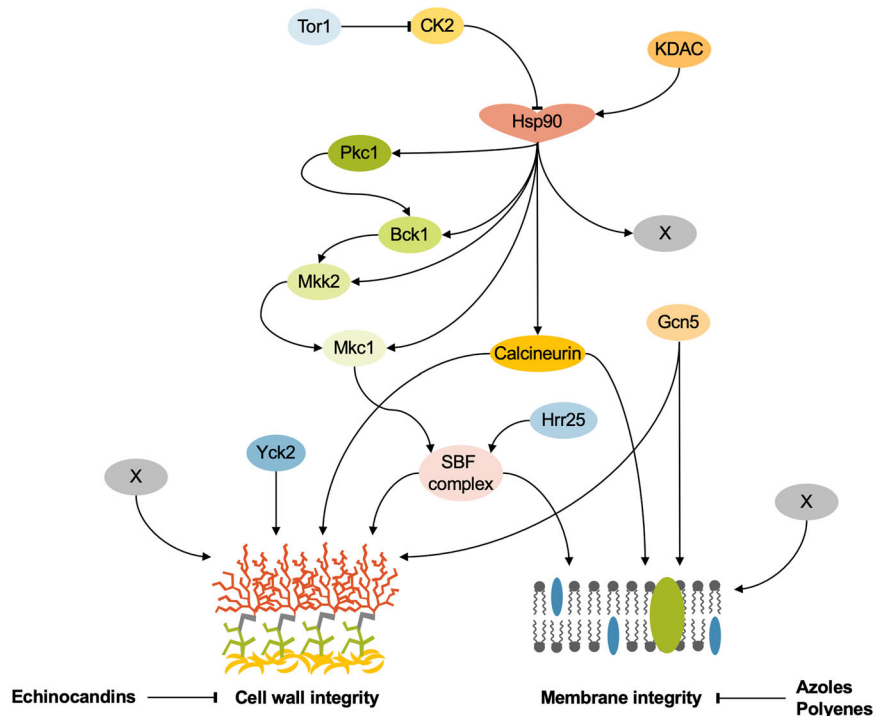 Tor1
CK2
KDAC
Hsp90
Pkc1
Bck1
X
Mkk2
Gcn5
Mkc1
Calcineurin
Hrr25
Yck2
SBF
complex
X
X
Echinocandins
Cell wall integrity
Membrane integrity
Azoles
Polyenes